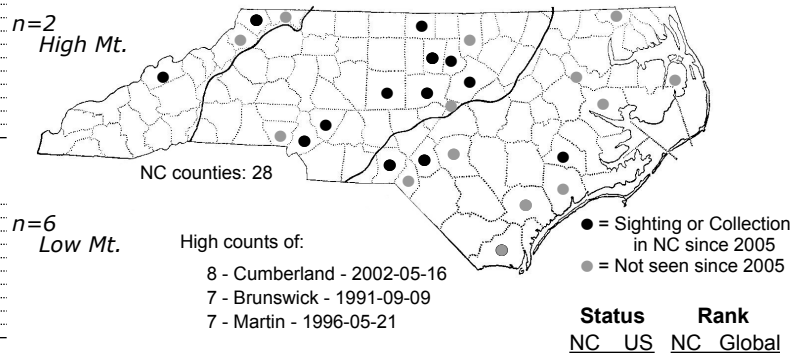 n=2
High Mt.
NC counties: 28
n=6
Low Mt.
High counts of:
8 - Cumberland - 2002-05-16
7 - Brunswick - 1991-09-09
7 - Martin - 1996-05-21
● = Sighting or Collection
in NC since 2005
● = Not seen since 2005
Status Rank
NC US NC Global